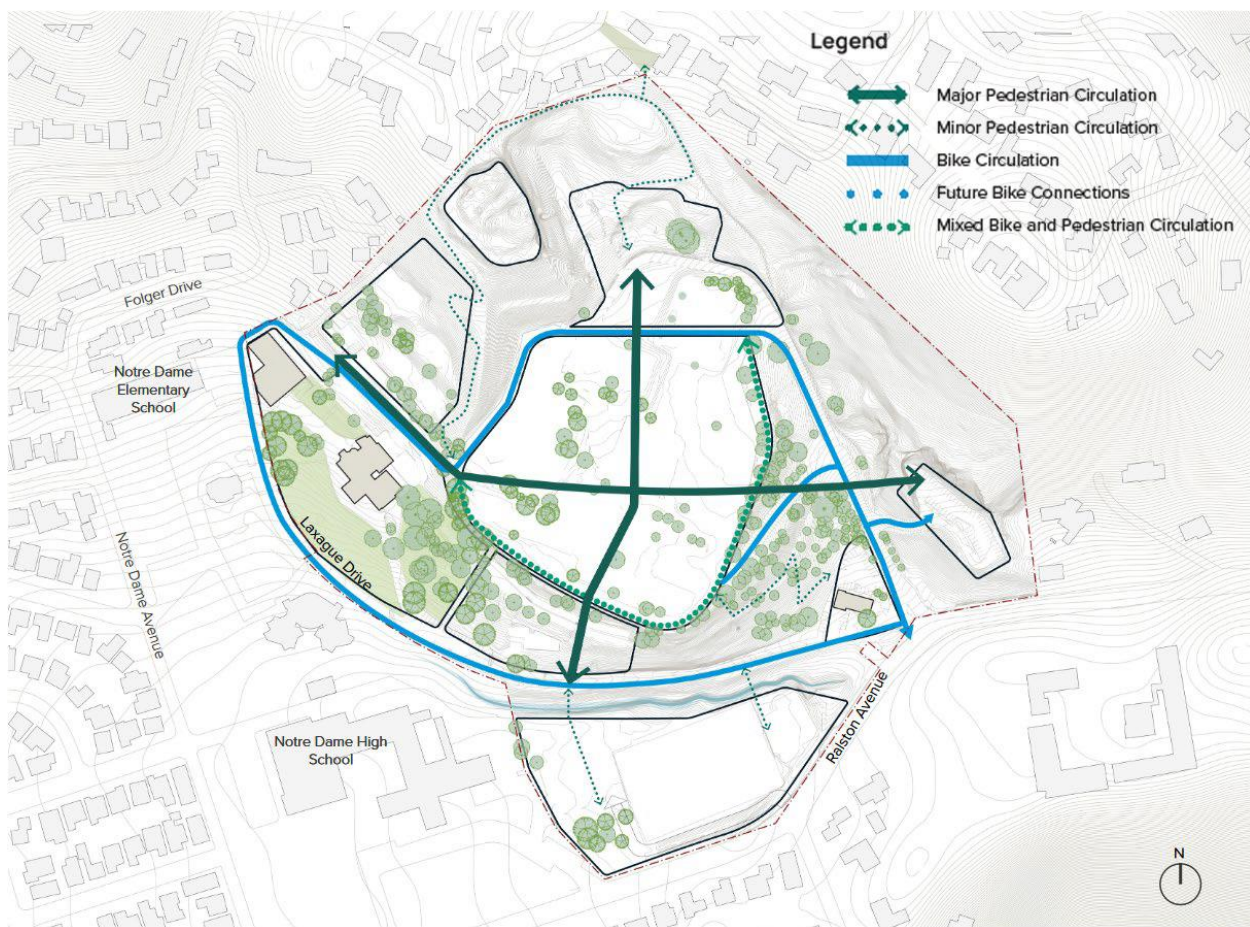 Legend
Major Pedestrian Circulation
Minor Pedestrian Circulation
Bike Circulation
Future Bike Connections
Mixed Bike and Pedestrian Circulation
Folger Drive
Notre Dame
Elementary
School
Laxague Drive
Notre Dame Avenue
Notre Dame High
School
Ralston Avenue
N